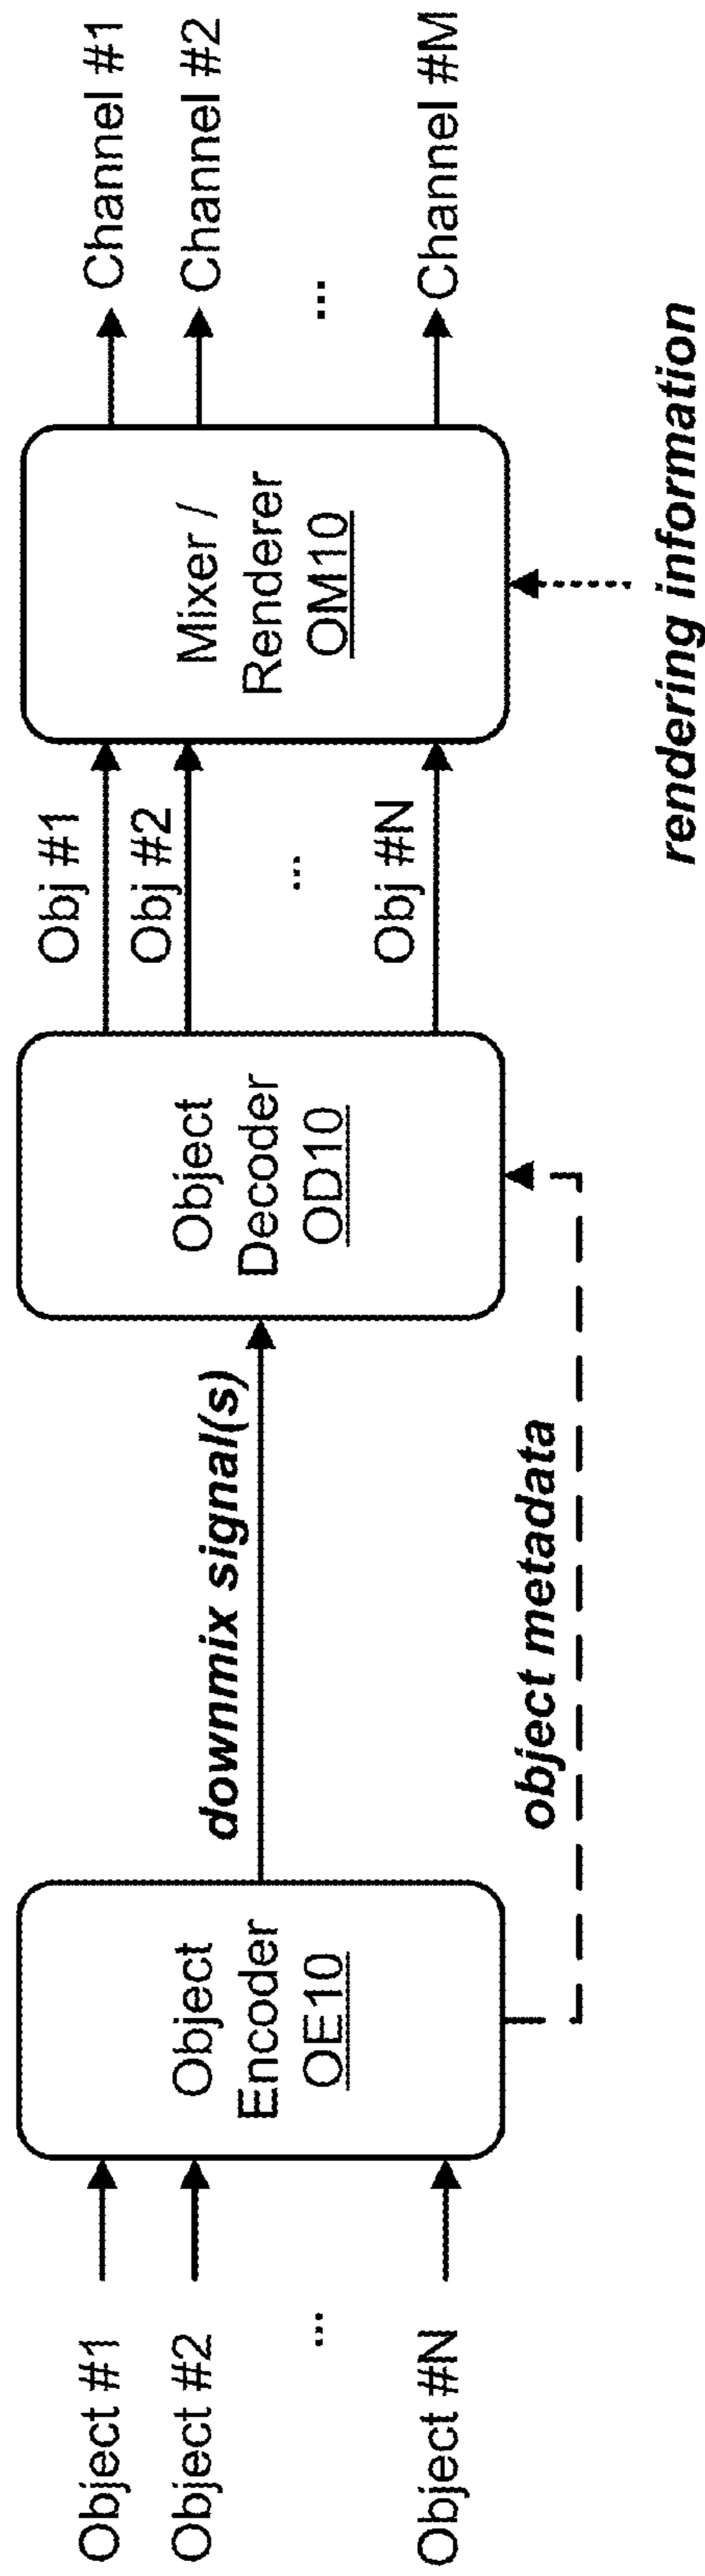 Object #1
Object #2
...
Object #N
Object
Encoder
OE10
downmix signal(s)
object metadata
Object
Decoder
OD10
Obj #1
Obj #2
...
Obj #N
Mixer /
Renderer
OM10
rendering information
Channel #1
Channel #2
...
Channel #M